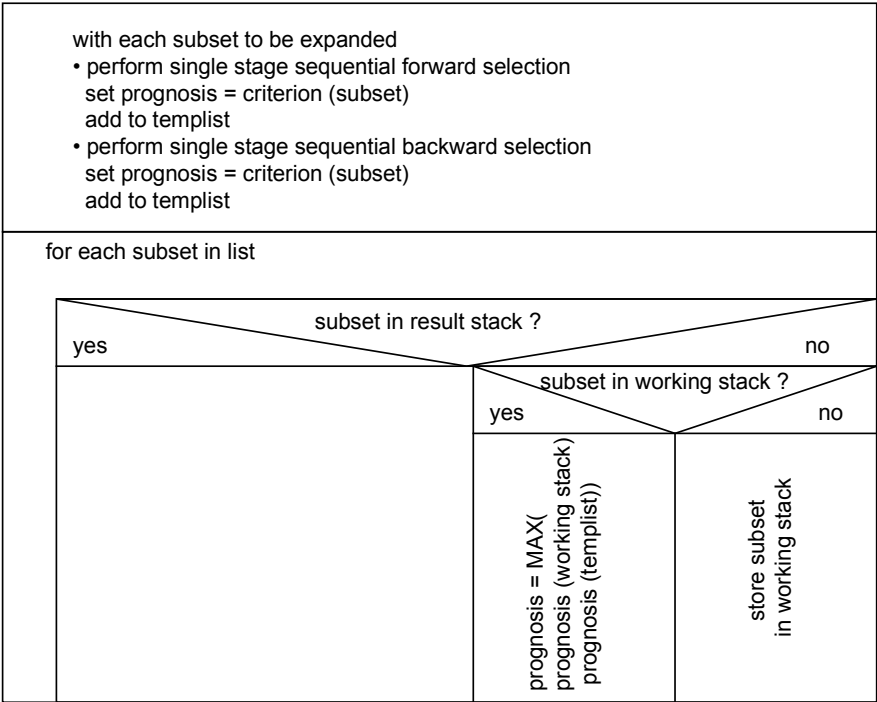 with each subset to be expanded
• perform single stage sequential forward selection
set prognosis = criterion (subset)
add to templist
• perform single stage sequential backward selection
set prognosis = criterion (subset)
add to templist
for each subset in list
subset in result stack ?
yes
no
subset in working stack ?
yes
no
prognosis = MAX(
prognosis (working stack)
prognosis (templist))
store subset
in working stack